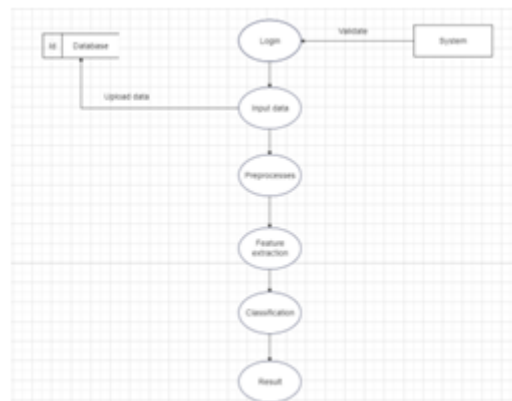 Login
Validate
System
Id
Database
Upload data
Input data
Preprocesses
Feature
extraction
Classification
Result